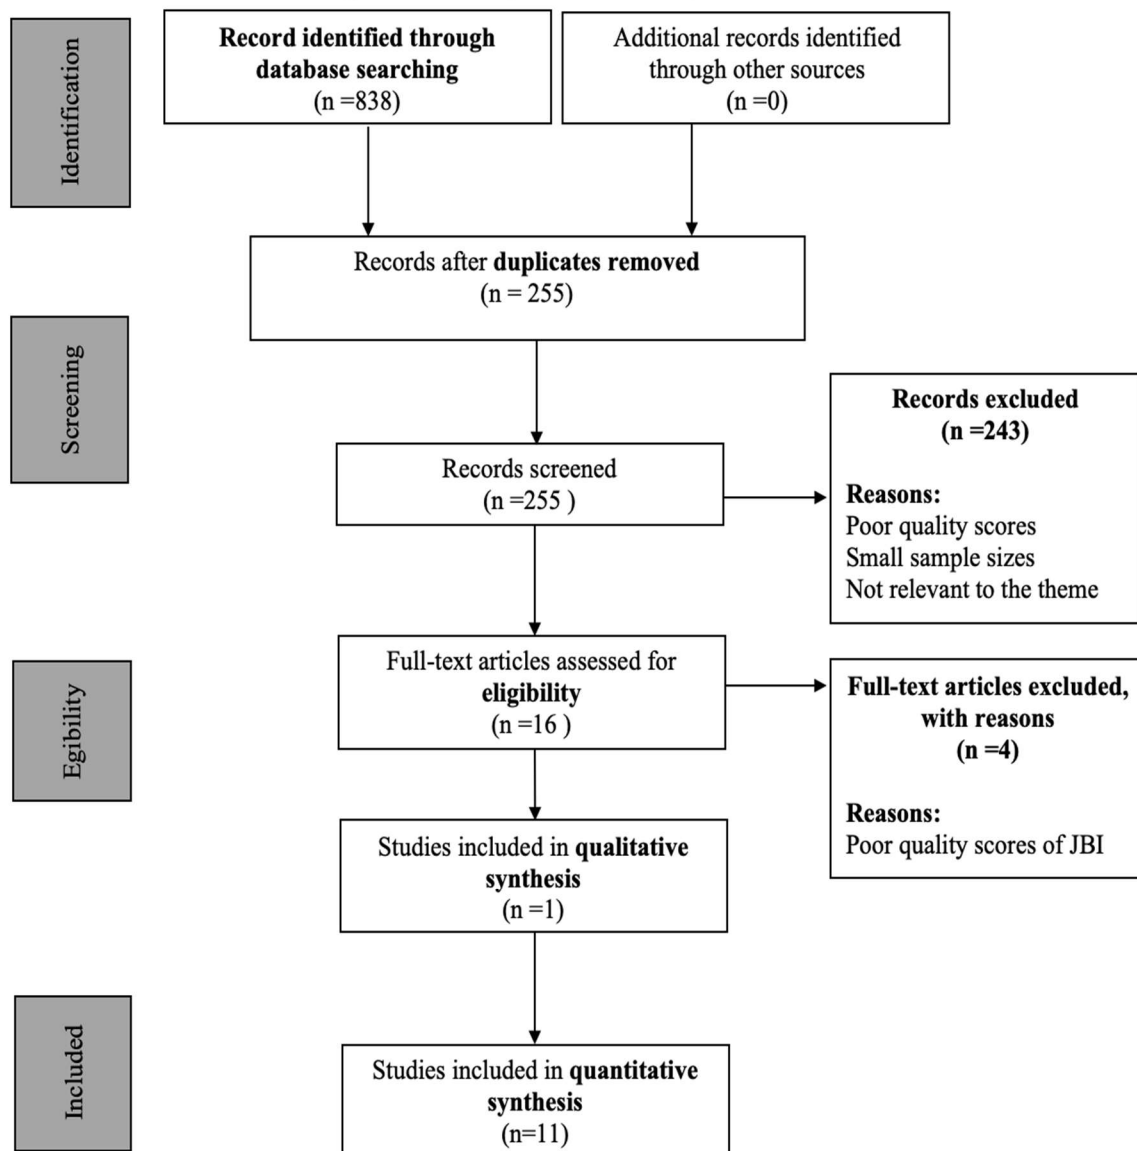 Identification
Record identified through
database searching
(n =838)
Additional records identified
through other sources
(n =0)
Records after duplicates removed
(n = 255)
Screening
Records screened
(n =255 )
Records excluded
(n =243)
Reasons:
Poor quality scores
Small sample sizes
Not relevant to the theme
Egibility
Full-text articles assessed for
eligibility
(n =16 )
Full-text articles excluded,
with reasons
(n =4)
Reasons:
Poor quality scores of JBI
Studies included in qualitative
synthesis
(n =1)
Included
Studies included in quantitative
synthesis
(n=11)